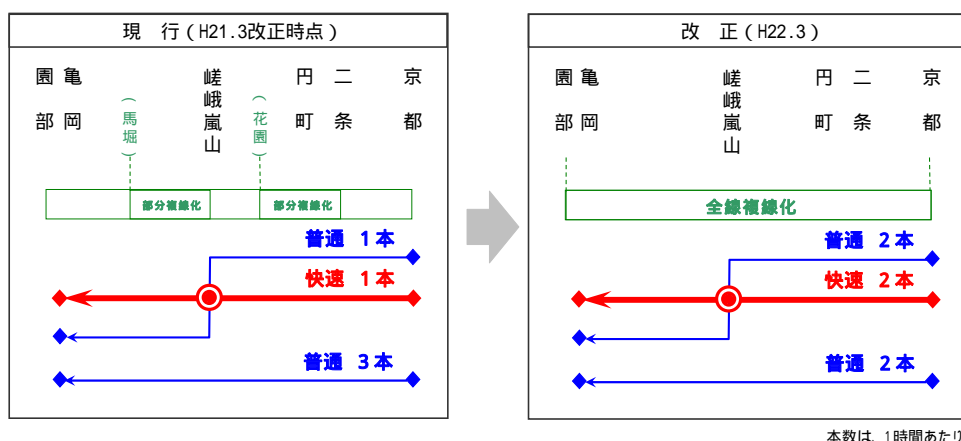 現 行（H21.3改正時点）
園部
亀岡
（馬堀）
嵯峨嵐山
（花園）
円町
二条
京都
部分複線化
部分複線化
普通 1本
快速 1本
普通 3本
改 正（H22.3）
園部
亀岡
嵯峨嵐山
円町
二条
京都
全線複線化
普通 2本
快速 2本
普通 2本
本数は、1時間あたり